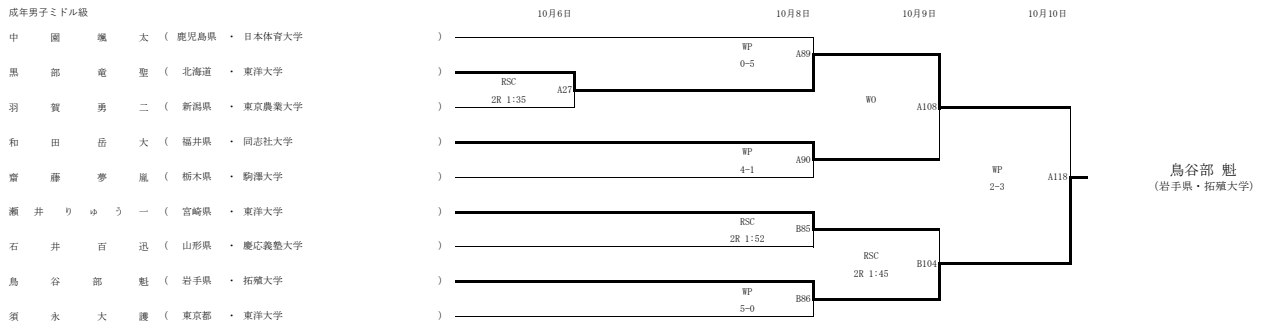 成年男子ミドル級 10月6日 10月8日 10月9日 10月10日
中園颯太 ( 鹿児島県 ・ 日本体育大学 )
WP
A89
0-5
黒部竜聖 ( 北海道 ・ 東洋大学 )
RSC
A27
2R 1:35
WO
A108
羽賀勇二 ( 新潟県 ・ 東京農業大学 )
和田岳大 ( 福井県 ・ 同志社大学 )
WP
A90
4-1
WP
A118
2-3
鳥谷部 魁
(岩手県・拓殖大学)
齋藤夢嵐 ( 栃木県 ・ 駒澤大学 )
瀬井りゅう一 ( 宮崎県 ・ 東洋大学 )
RSC
B85
2R 1:52
石井百迅 ( 山形県 ・ 慶応義塾大学 )
RSC
B104
2R 1:45
鳥谷部魁 ( 岩手県 ・ 拓殖大学 )
WP
B86
5-0
須永大護 ( 東京都 ・ 東洋大学 )